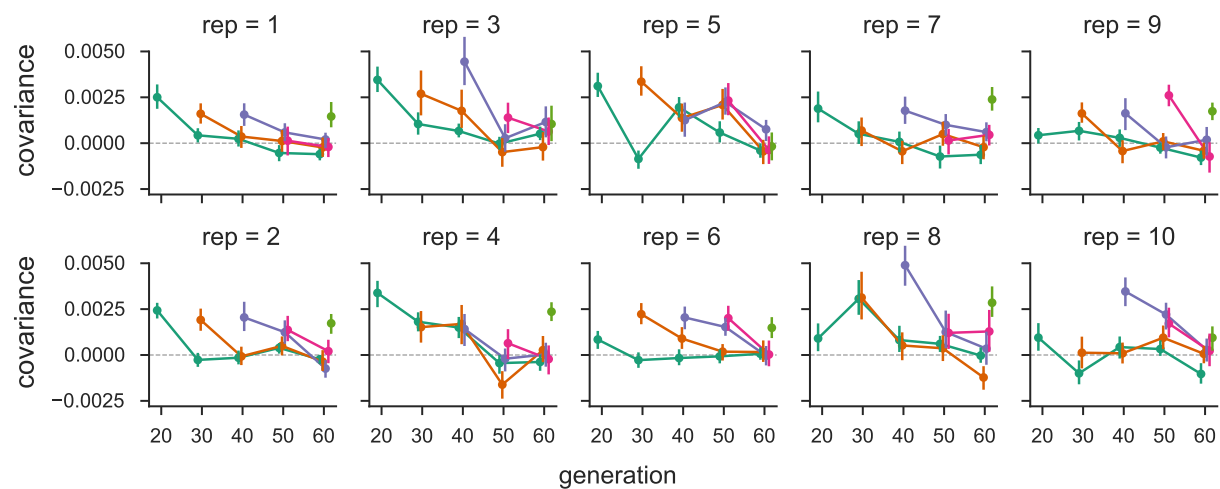 rep = 1 rep = 3 rep = 5 rep = 7 rep = 9
covariance
0.0050
0.0025
0.0000
−0.0025
rep = 2 rep = 4 rep = 6 rep = 8 rep = 10
covariance
0.0050
0.0025
0.0000
−0.0025
20 30 40 50 60 20 30 40 50 60 20 30 40 50 60 20 30 40 50 60 20 30 40 50 60
generation